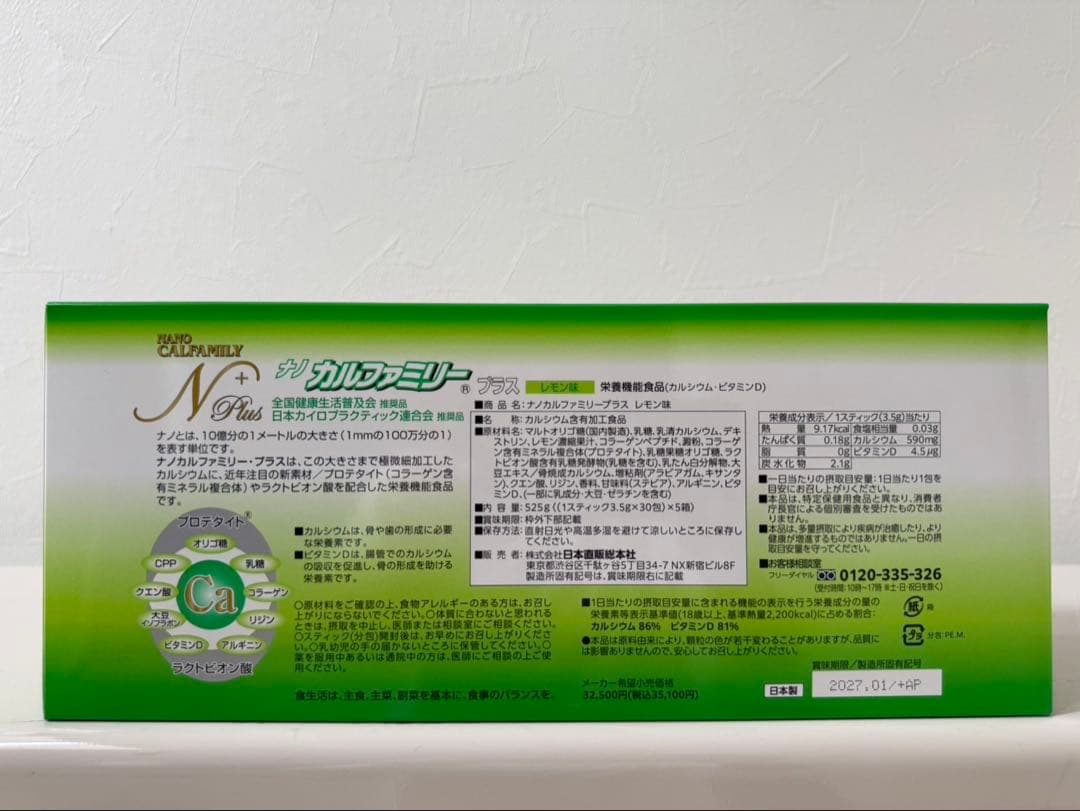 NANO
CALFAMILY
N+
Plus
ナノ カルファミリー® プラス レモン味 栄養機能食品(カルシウム・ビタミンD)
全国健康生活普及会 推奨品
日本カイロプラクティック連合会 推奨品
ナノとは、10億分の1メートルの大きさ(1mmの100万分の1)
を表す単位です。
ナノカルファミリー・プラスは、この大きさまで極微細加工した
カルシウムに、近年注目の新素材/プロテタイト(コラーゲン含
有ミネラル複合体)やラクトビオン酸を配合した栄養機能食品
です。
プロテタイト®
オリゴ糖
CPP
乳糖
クエン酸
Ca
コラーゲン
大豆
イソフラボン
リジン
ビタミンD
アルギニン
ラクトビオン酸
■カルシウムは、骨や歯の形成に必要
な栄養素です。
■ビタミンDは、腸管でのカルシウム
の吸収を促進し、骨の形成を助ける
栄養素です。
○原材料をご確認の上、食物アレルギーのある方は、お召し
上がりにならないでください。○体質に合わないと思われる
ときは、摂取を中止し、医師または相談室にご相談ください。
○スティック(分包)開封後は、お早めにお召し上がりくださ
い。○乳幼児の手の届かないところに保管してください。○
薬を服用中あるいは通院中の方は、医師にご相談の上ご使
用ください。
食生活は、主食、主菜、副菜を基本に、食事のバランスを。
■商品名:ナノカルファミリープラス レモン味
■名称:カルシウム含有加工食品
■原材料名:マルトオリゴ糖(国内製造)、乳糖、乳清カルシウム、デキ
ストリン、レモン濃縮果汁、コラーゲンペプチド、澱粉、コラーゲ
ン含有ミネラル複合体(プロテタイト)、乳糖果糖オリゴ糖、ラク
トビオン酸含有乳糖発酵物(乳糖を含む)、乳たん白分解物、大
豆エキス/骨焼成カルシウム、増粘剤(アラビアガム、キサンタ
ン)、クエン酸、リジン、香料、甘味料(ステビア)、アルギニン、ビタ
ミンD、(一部に乳成分・大豆・ゼラチンを含む)
■内容量:525g((1スティック3.5g×30包)×5箱)
■賞味期限:枠外下部に記載
■保存方法:直射日光や高温多湿を避けて涼しいところに保存し
てください。
■販売者:株式会社日本直販総本社
東京都渋谷区千駄ヶ谷5丁目34-7 NX新宿ビル8F
製造所固有記号は、賞味期限右に記載
栄養成分表示/1スティック(3.5g)当たり
熱量 9.17kcal 食塩相当量 0.03g
たんぱく質 0.18g カルシウム 590mg
脂質 0g ビタミンD 4.5μg
炭水化物 2.1g
■一日当たりの摂取目安量:1日当たり1包を
目安にお召し上がりください。
■本品は、特定保健用食品と異なり、消費者
庁長官による個別審査を受けたものではあ
りません。
■本品は、多量摂取により疾病が治癒したり、より
健康が増進するものではありません。一日の摂
取目安量を守ってください。
■お客様相談室
フリーダイヤル 0120-335-326
(受付時間:10時〜17時 ※土・日・祝日を除く)
■1日当たりの摂取目安量に含まれる機能の表示を行う栄養成分の量の
栄養素等表示基準値(18歳以上、基準熱量2,200kcal)に占める割合:
カルシウム 86% ビタミンD 81%
●本品は原料由来により、顆粒の色が若干変わることがありますが、品質に
は影響ありませんので、安心してお召し上がりください。
紙 箱
プラ 分包:PE.M.
メーカー希望小売価格
32,500円(税込35,100円)
日本製
賞味期限/製造所固有記号
2027.01/+AP